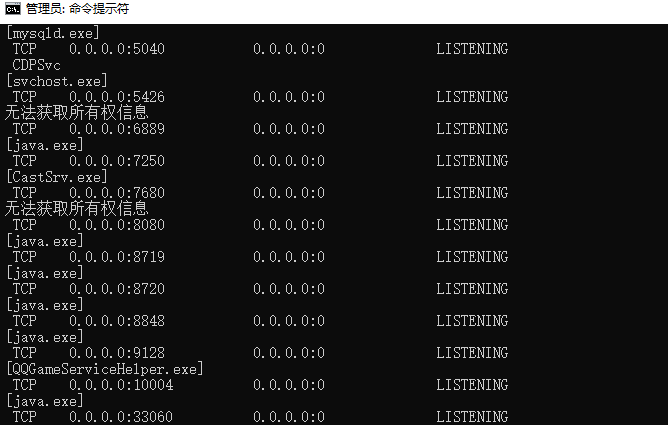 管理员: 命令提示符
[mysqld.exe]
TCP 0.0.0.0:5040 0.0.0.0:0 LISTENING
CDPSvc
[svchost.exe]
TCP 0.0.0.0:5426 0.0.0.0:0 LISTENING
无法获取所有权信息
TCP 0.0.0.0:6889 0.0.0.0:0 LISTENING
[java.exe]
TCP 0.0.0.0:7250 0.0.0.0:0 LISTENING
[CastSrv.exe]
TCP 0.0.0.0:7680 0.0.0.0:0 LISTENING
无法获取所有权信息
TCP 0.0.0.0:8080 0.0.0.0:0 LISTENING
[java.exe]
TCP 0.0.0.0:8719 0.0.0.0:0 LISTENING
[java.exe]
TCP 0.0.0.0:8720 0.0.0.0:0 LISTENING
[java.exe]
TCP 0.0.0.0:8848 0.0.0.0:0 LISTENING
[java.exe]
TCP 0.0.0.0:9128 0.0.0.0:0 LISTENING
[QQGameServiceHelper.exe]
TCP 0.0.0.0:10004 0.0.0.0:0 LISTENING
[java.exe]
TCP 0.0.0.0:33060 0.0.0.0:0 LISTENING